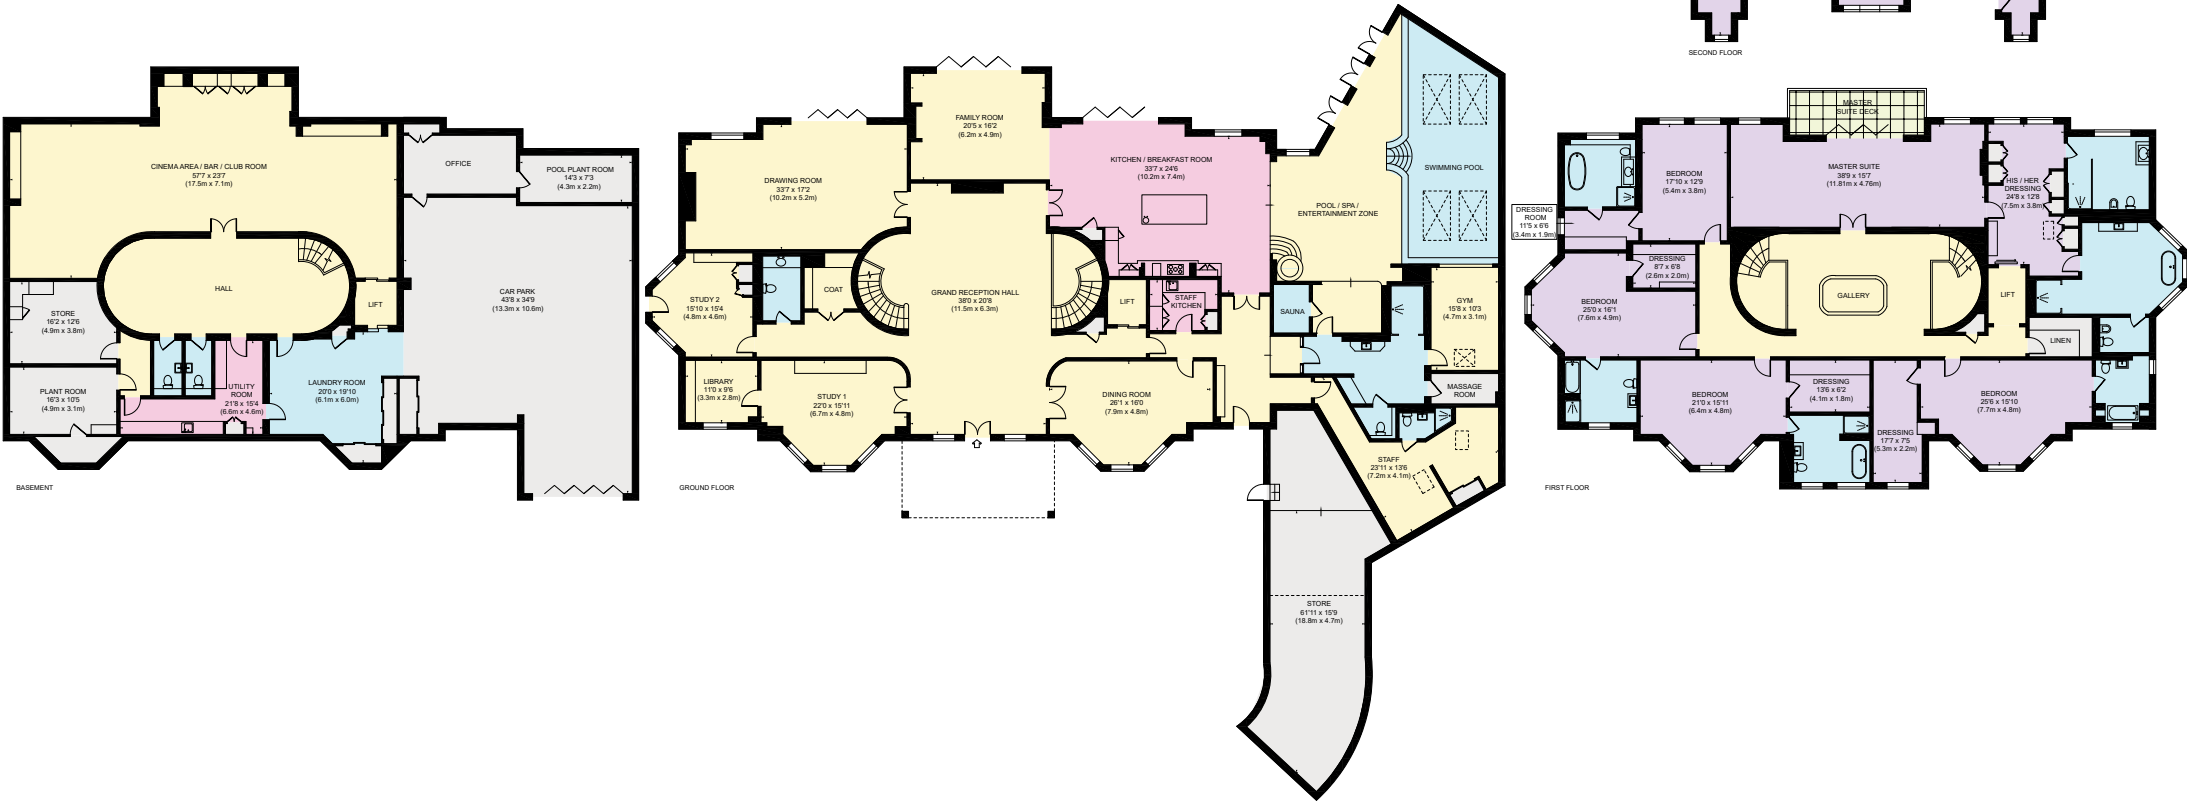 SECOND FLOOR
CINEMA AREA / BAR / CLUB ROOM
57'7 x 23'7
(17.5m x 7.1m)
OFFICE
POOL PLANT ROOM
14'3 x 7'3
(4.3m x 2.2m)
HALL
LIFT
CAR PARK
43'8 x 34'9
(13.3m x 10.6m)
STORE
16'2 x 12'6
(4.9m x 3.8m)
PLANT ROOM
16'3 x 10'5
(4.9m x 3.1m)
UTILITY
ROOM
21'8 x 15'4
(6.6m x 4.6m)
LAUNDRY ROOM
20'0 x 19'10
(6.1m x 6.0m)
BASEMENT
FAMILY ROOM
20'5 x 16'2
(6.2m x 4.9m)
DRAWING ROOM
33'7 x 17'2
(10.2m x 5.2m)
KITCHEN / BREAKFAST ROOM
33'7 x 24'6
(10.2m x 7.4m)
SWIMMING POOL
POOL / SPA /
ENTERTAINMENT ZONE
STUDY 2
15'10 x 15'4
(4.8m x 4.6m)
COAT
GRAND RECEPTION HALL
38'0 x 20'8
(11.5m x 6.3m)
LIFT
STAFF
KITCHEN
SAUNA
GYM
15'8 x 10'3
(4.7m x 3.1m)
LIBRARY
11'0 x 9'6
(3.3m x 2.8m)
STUDY 1
22'0 x 15'11
(6.7m x 4.8m)
DINING ROOM
26'1 x 16'0
(7.9m x 4.8m)
MASSAGE
ROOM
STAFF
23'11 x 13'6
(7.2m x 4.1m)
STORE
61'11 x 15'9
(18.8m x 4.7m)
GROUND FLOOR
MASTER
SUITE DECK
BEDROOM
17'10 x 12'9
(5.4m x 3.8m)
MASTER SUITE
38'9 x 15'7
(11.81m x 4.76m)
HIS / HER
DRESSING
24'8 x 12'8
(7.5m x 3.8m)
DRESSING
ROOM
11'5 x 6'6
(3.4m x 1.9m)
DRESSING
8'7 x 6'8
(2.6m x 2.0m)
BEDROOM
25'0 x 16'1
(7.6m x 4.9m)
GALLERY
LIFT
LINEN
BEDROOM
21'0 x 15'11
(6.4m x 4.8m)
DRESSING
13'6 x 6'2
(4.1m x 1.8m)
BEDROOM
25'6 x 15'10
(7.7m x 4.8m)
DRESSING
17'7 x 7'5
(5.3m x 2.2m)
FIRST FLOOR